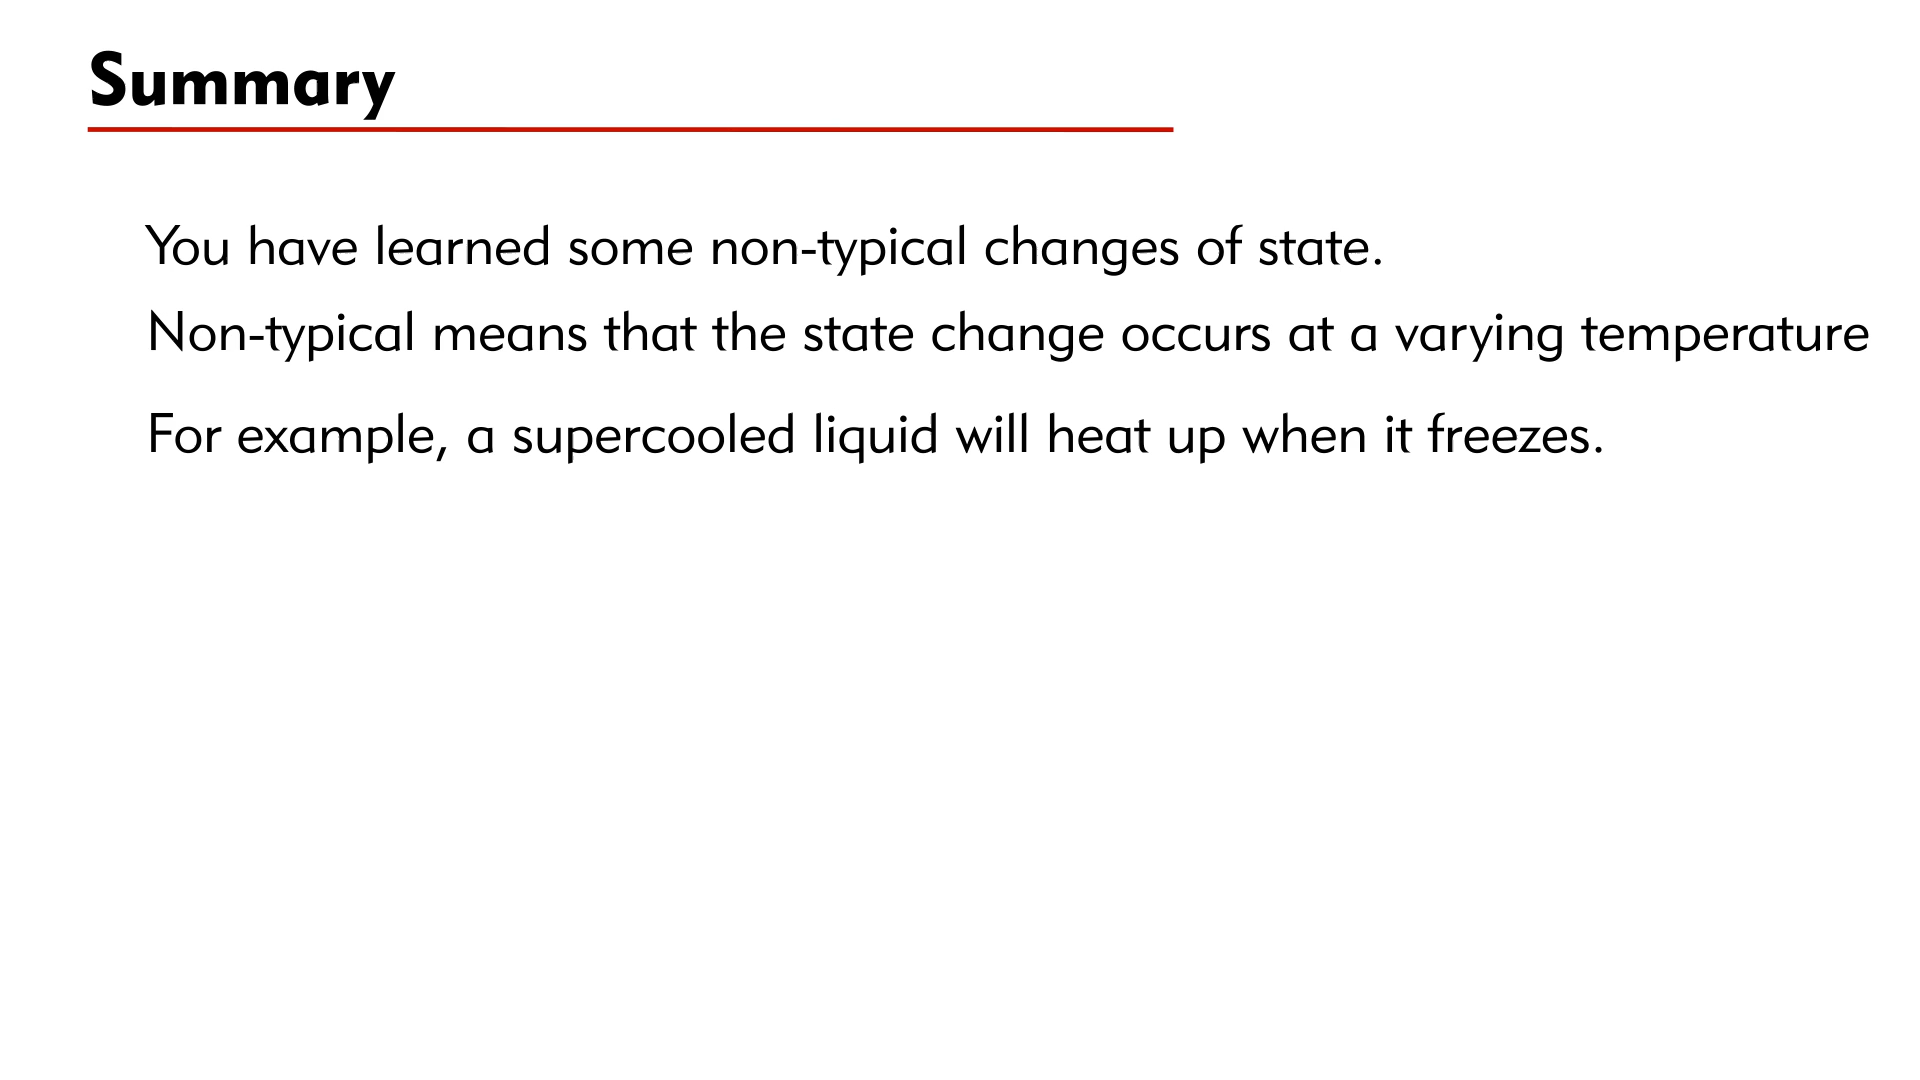 Summary
You have learned some non-typical changes of state.
Non-typical means that the state change occurs at a varying temperature
For example, a supercooled liquid will heat up when it freezes.